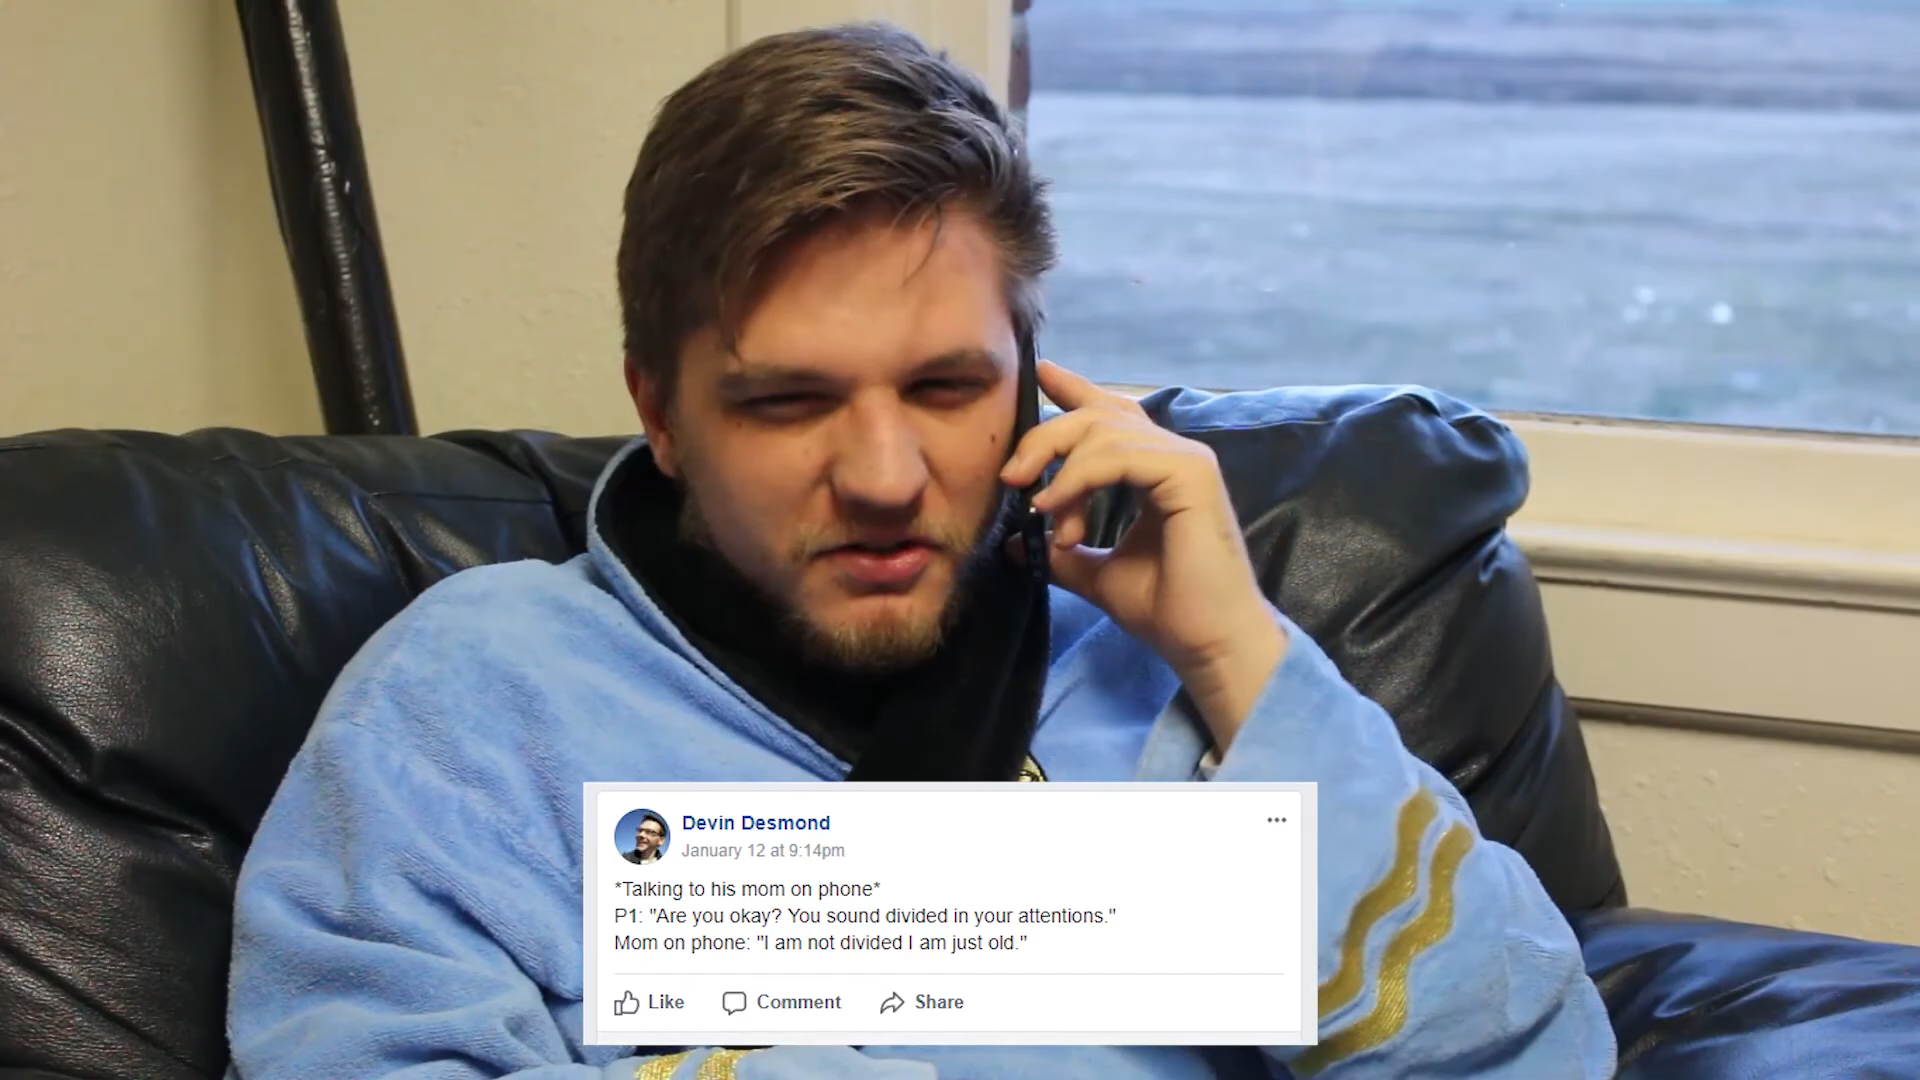 Devin Desmond
January 12 at 9:14pm
*Talking to his mom on phone*
P1: "Are you okay? You sound divided in your attentions."
Mom on phone: "I am not divided I am just old."
Like Comment Share